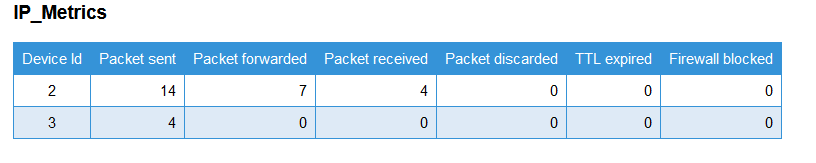 IP_Metrics
Device Id Packet sent Packet forwarded Packet received Packet discarded TTL expired Firewall blocked
2 14 7 4 0 0 0
3 4 0 0 0 0 0